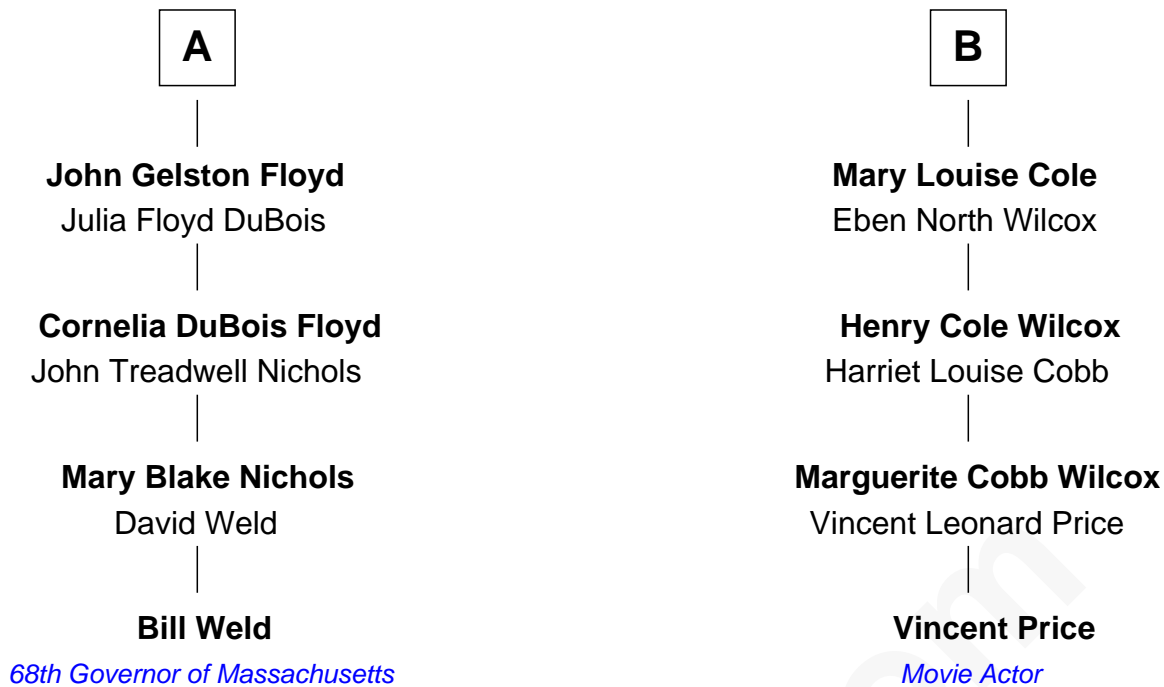 A
John Gelston Floyd
Julia Floyd DuBois
Cornelia DuBois Floyd
John Treadwell Nichols
Mary Blake Nichols
David Weld
Bill Weld
68th Governor of Massachusetts
B
Mary Louise Cole
Eben North Wilcox
Henry Cole Wilcox
Harriet Louise Cobb
Marguerite Cobb Wilcox
Vincent Leonard Price
Vincent Price
Movie Actor